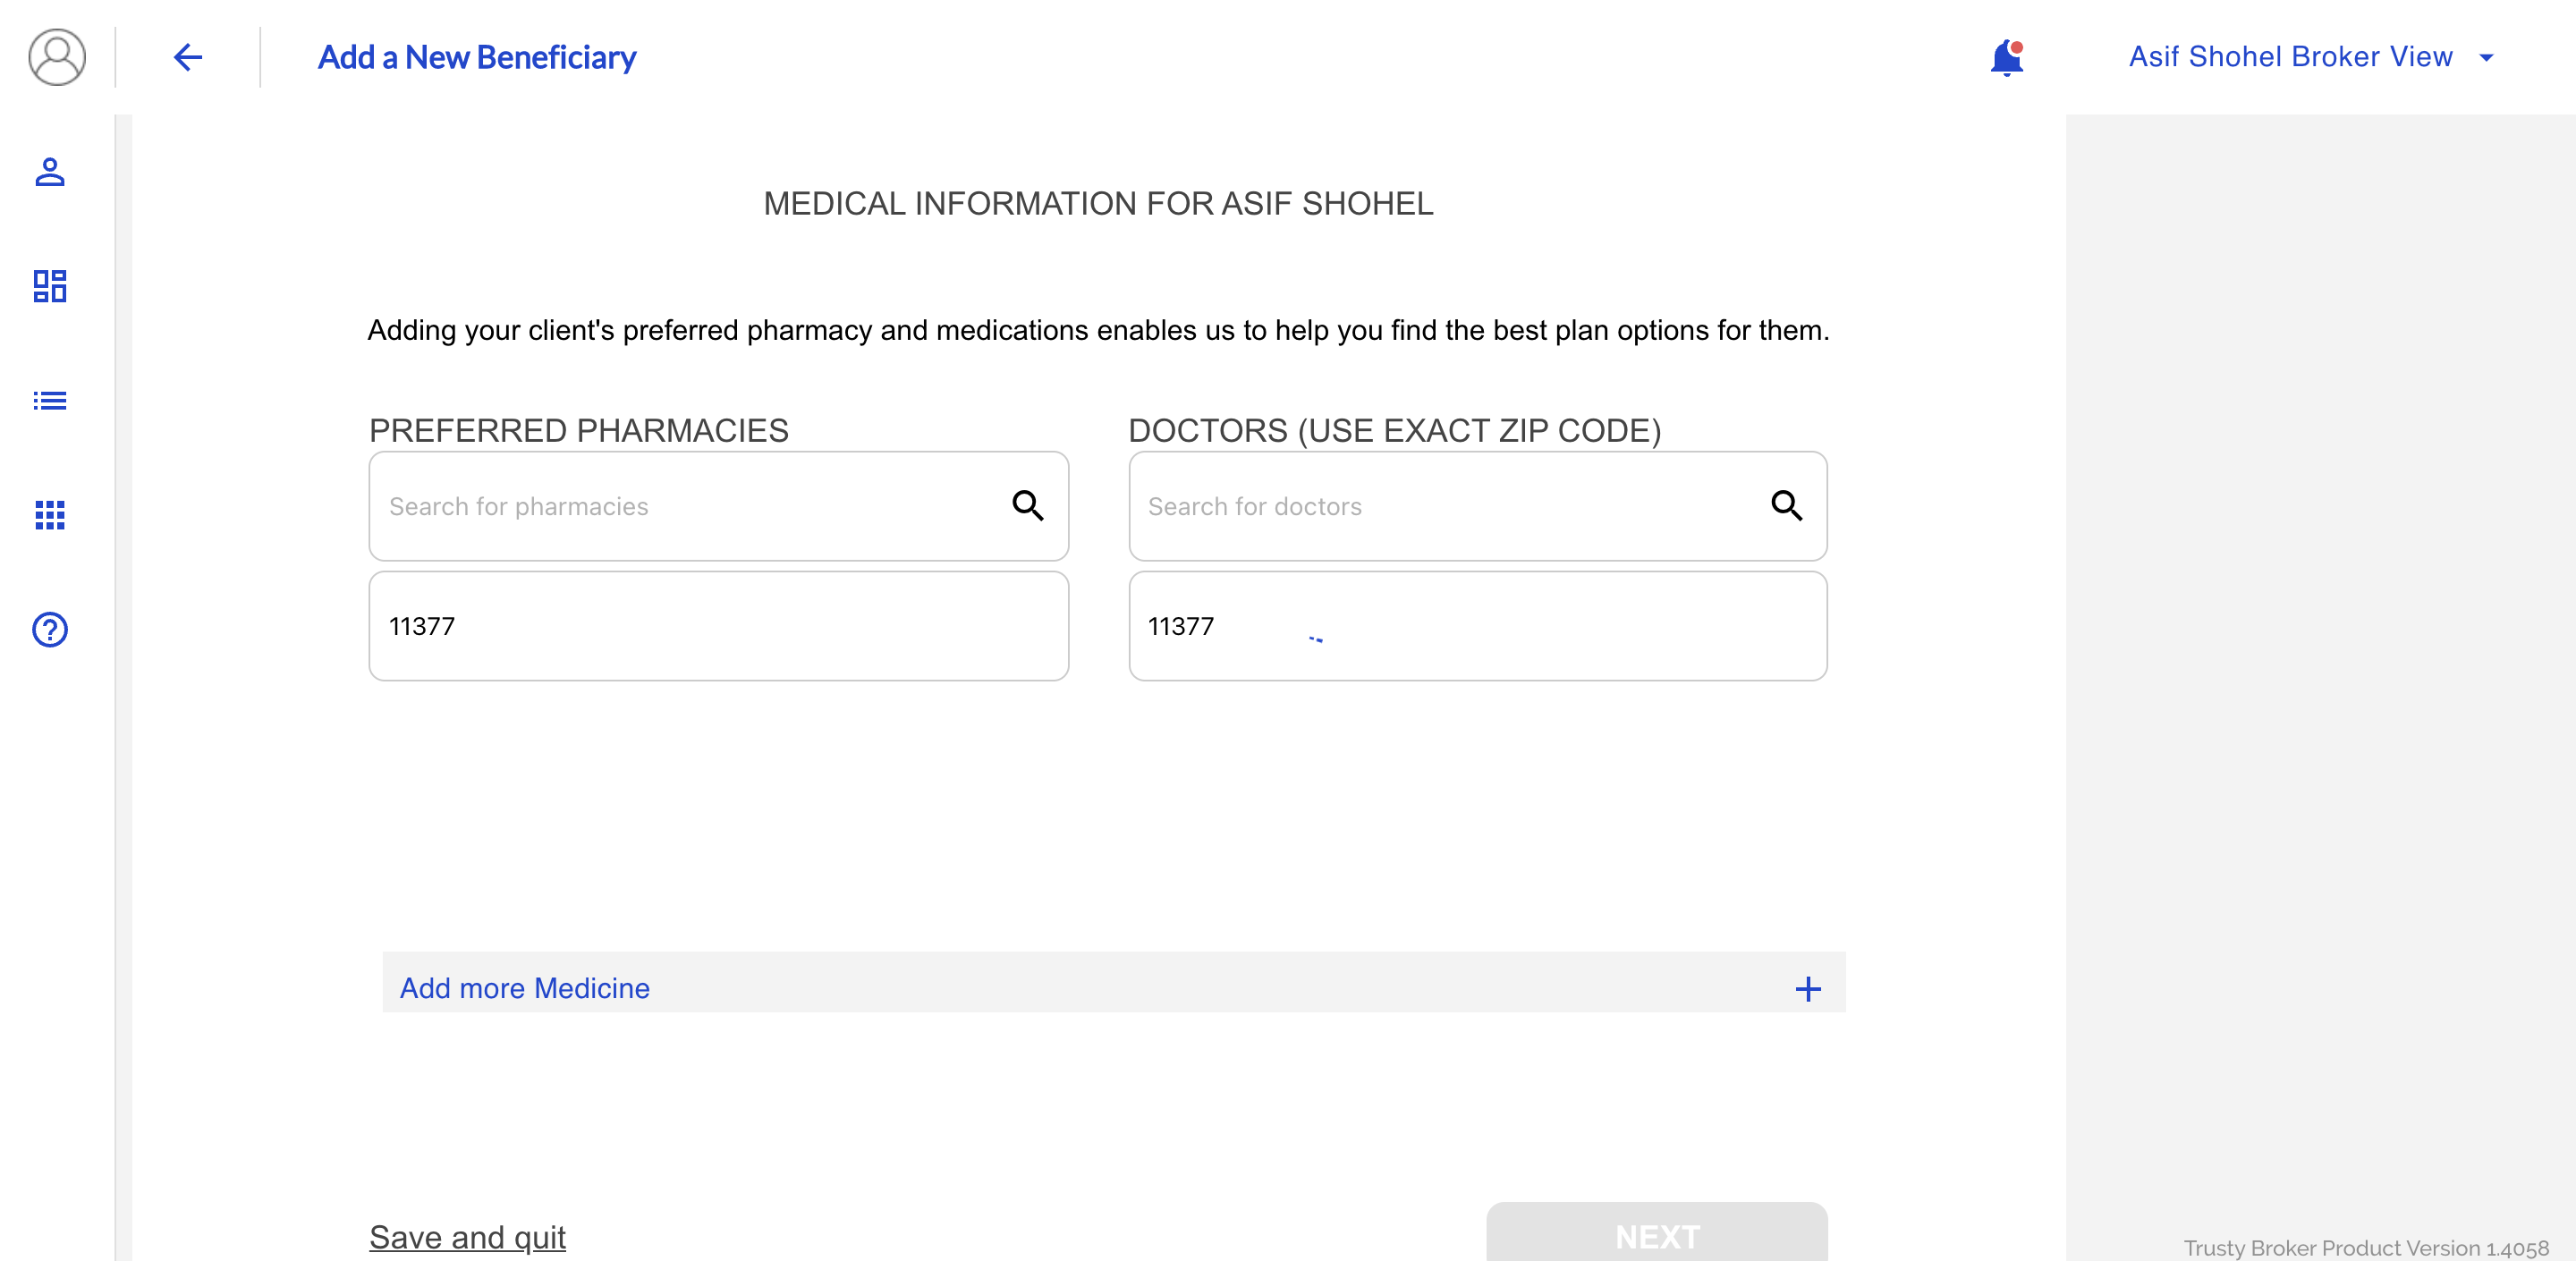 Add a New Beneficiary
Asif Shohel Broker View
MEDICAL INFORMATION FOR ASIF SHOHEL
Adding your client's preferred pharmacy and medications enables us to help you find the best plan options for them.
PREFERRED PHARMACIES
Search for pharmacies
11377
DOCTORS (USE EXACT ZIP CODE)
Search for doctors
11377
Add more Medicine
Save and quit
NEXT
Trusty Broker Product Version 1.4058